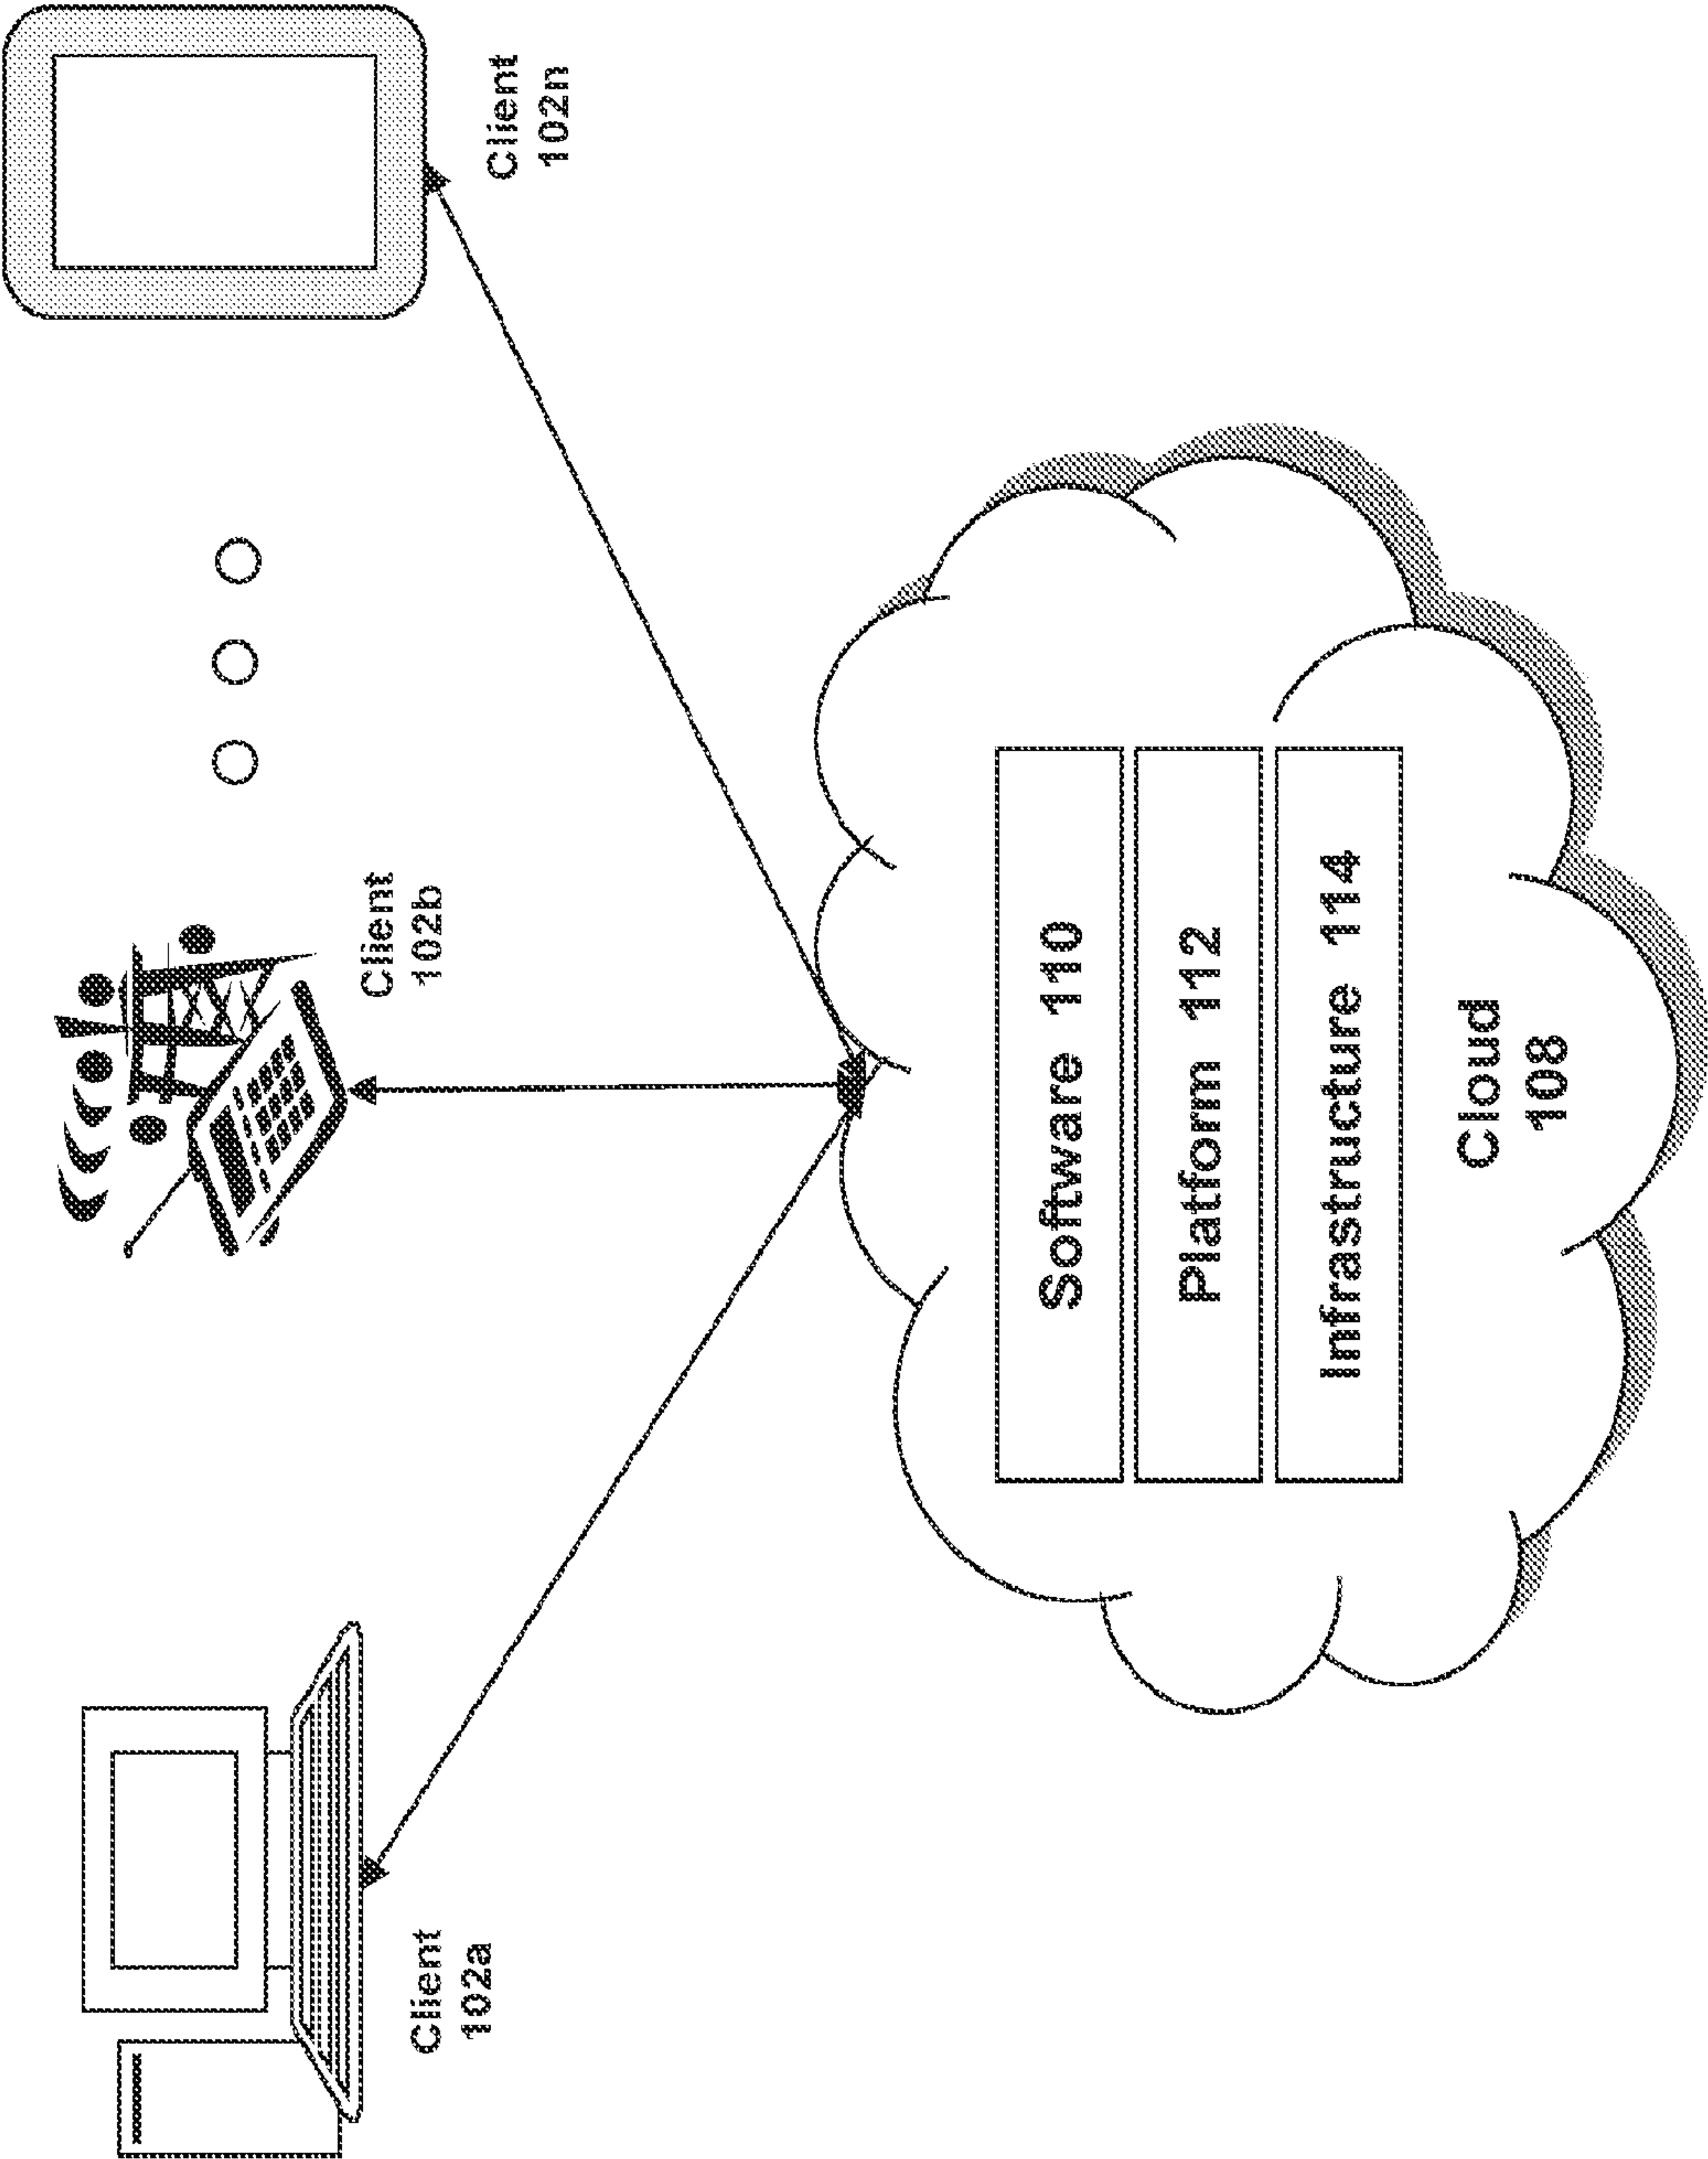 Client
102a
Client
102b
Client
102n
Software 110
Platform 112
Infrastructure 114
Cloud
108